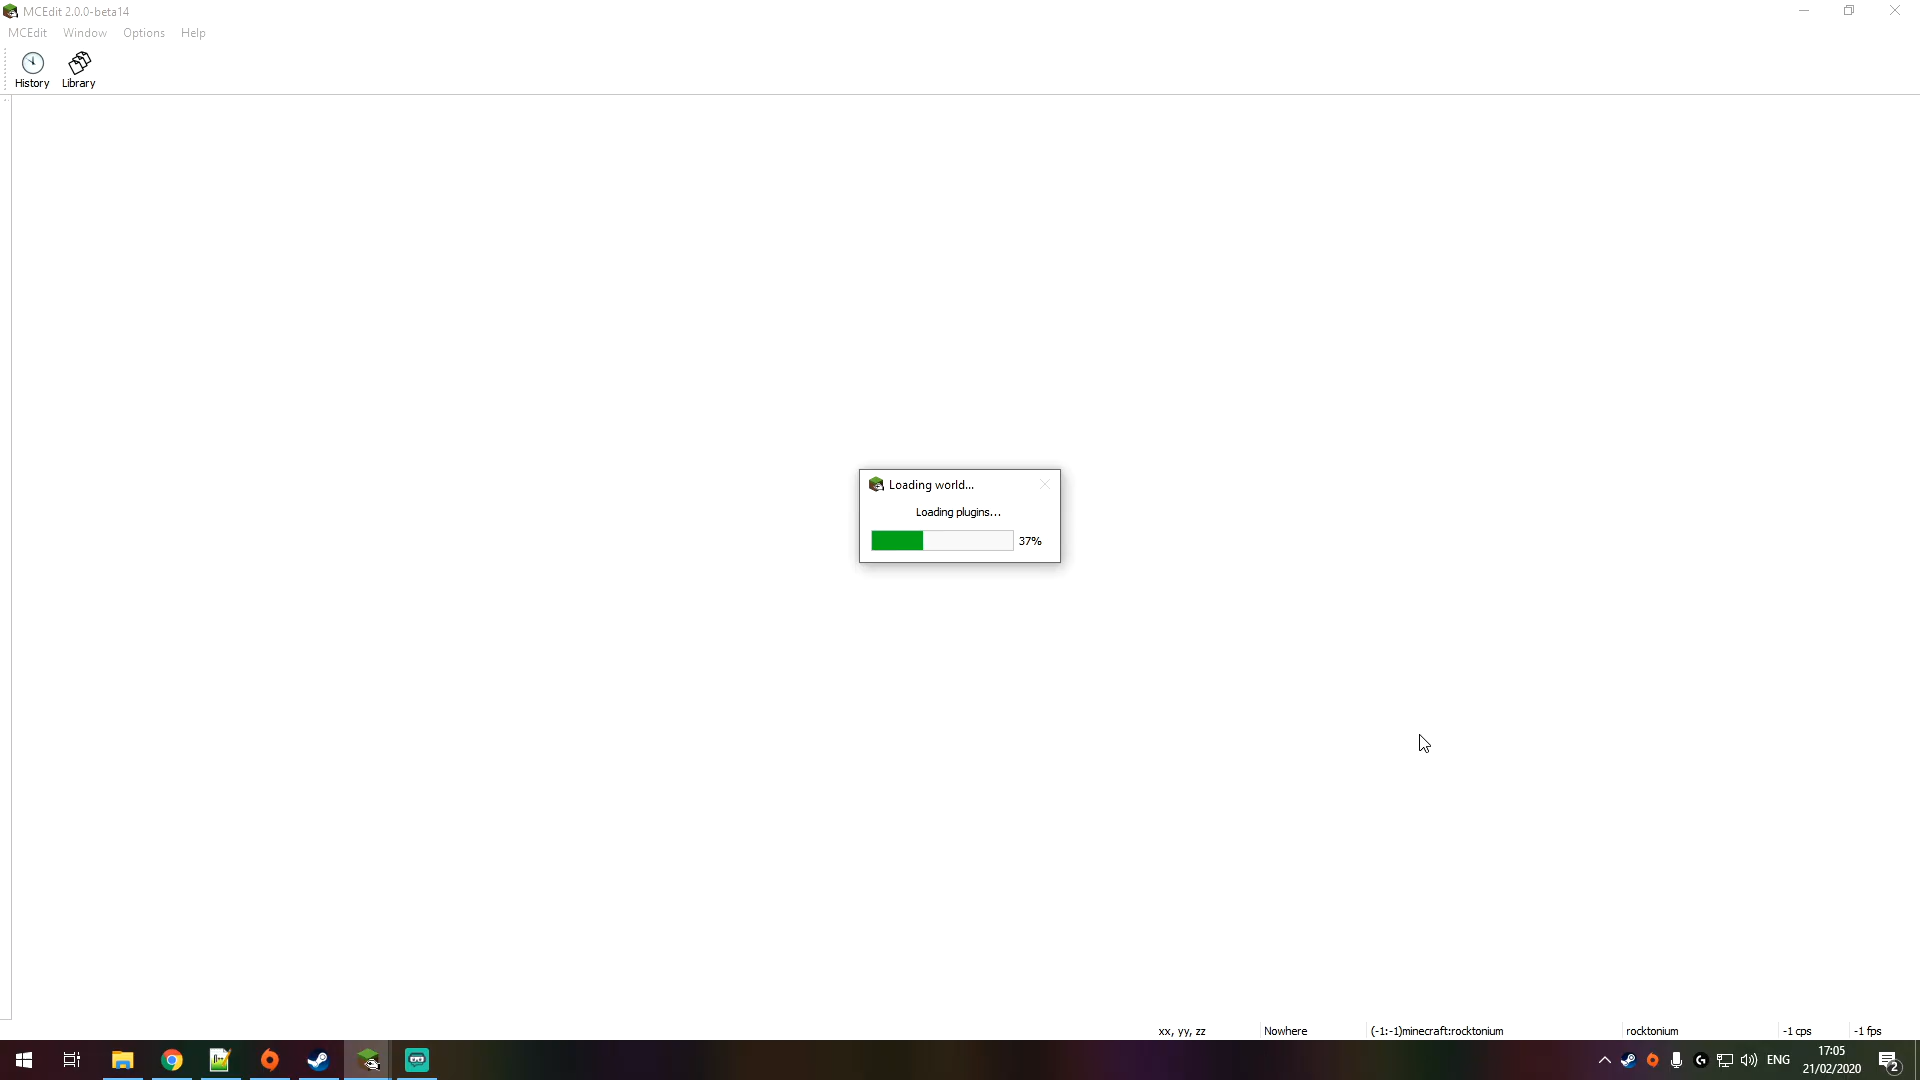 MCEdit 2.0.0-beta14
MCEdit Window Options Help
History Library
Loading world...
Loading plugins...
37%
xx, yy, zz Nowhere (-1:-1)minecraft:rocktonium rocktonium -1 cps -1 fps
ENG 17:05
21/02/2020 2